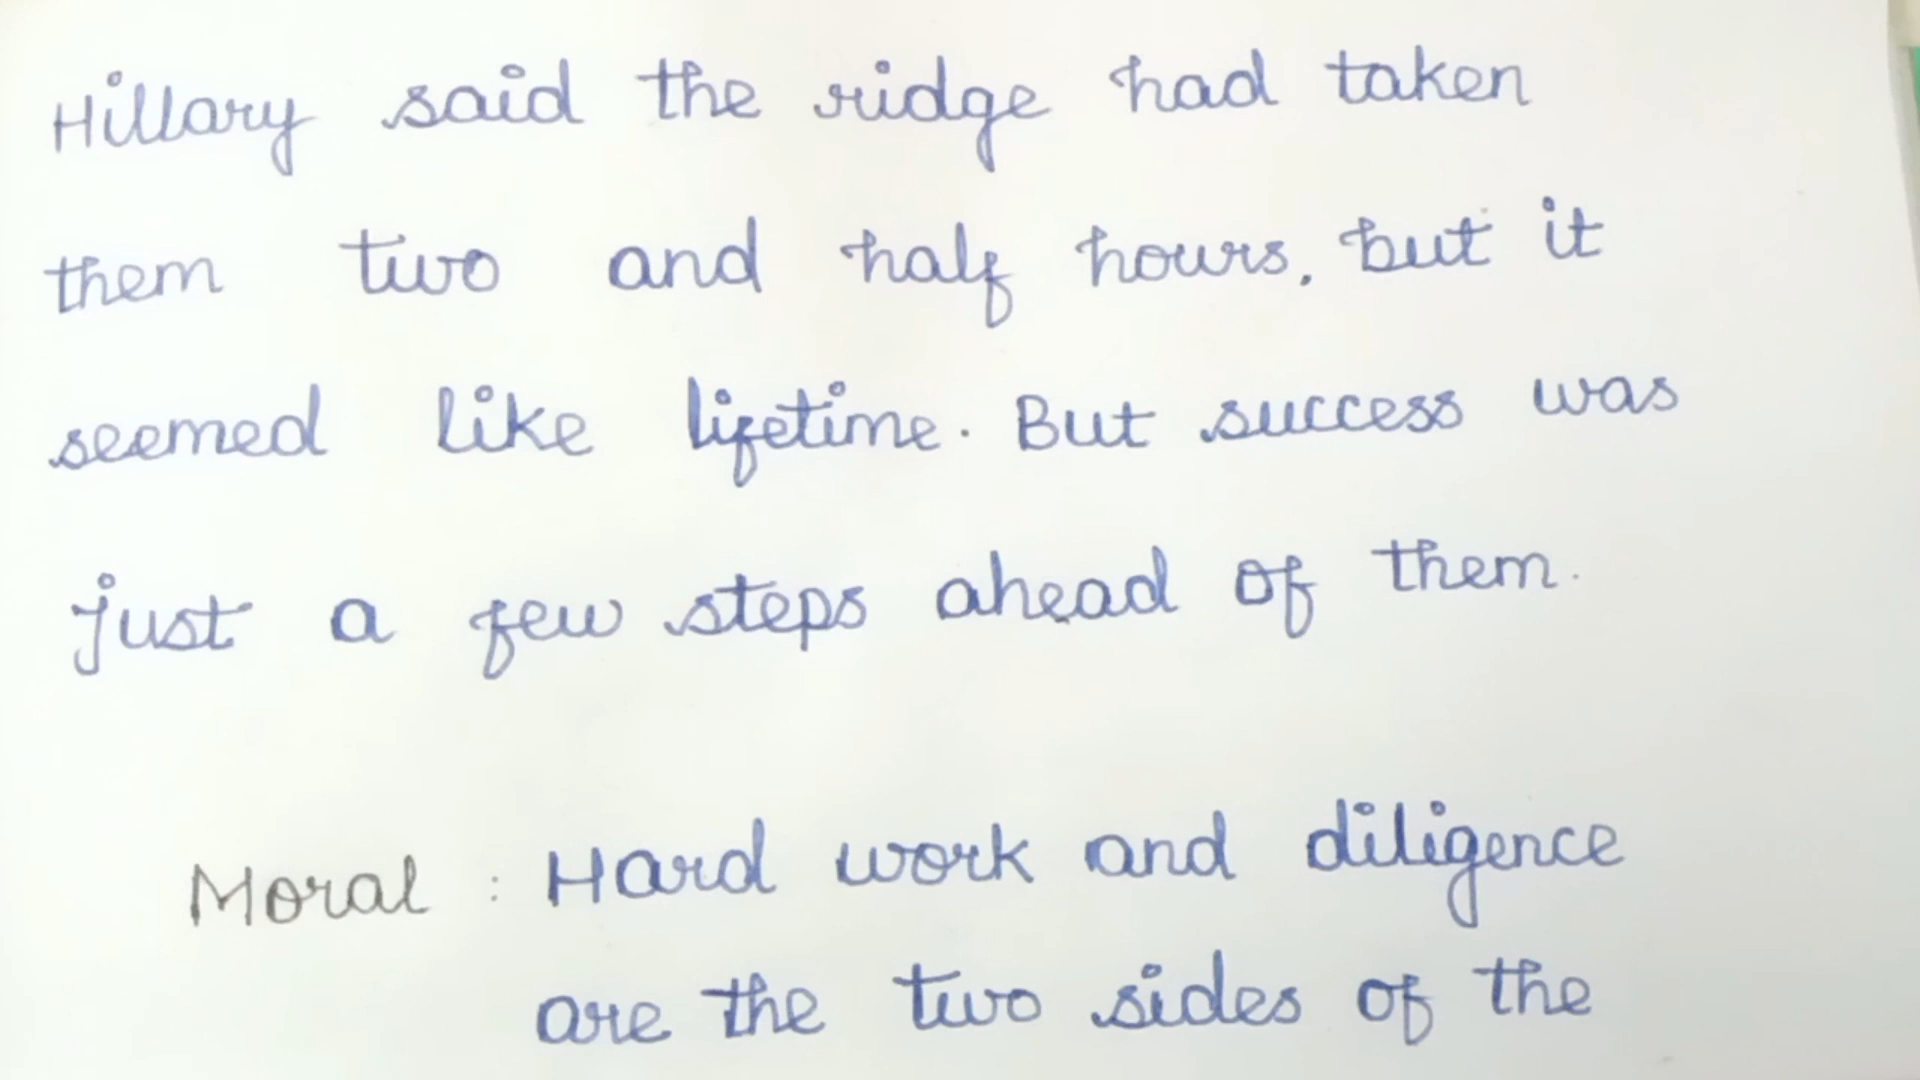 Hillary said the ridge had taken
them two and half hours, but it
seemed like lifetime. But success was
just a few steps ahead of them.
Moral : Hard work and diligence
are the two sides of the